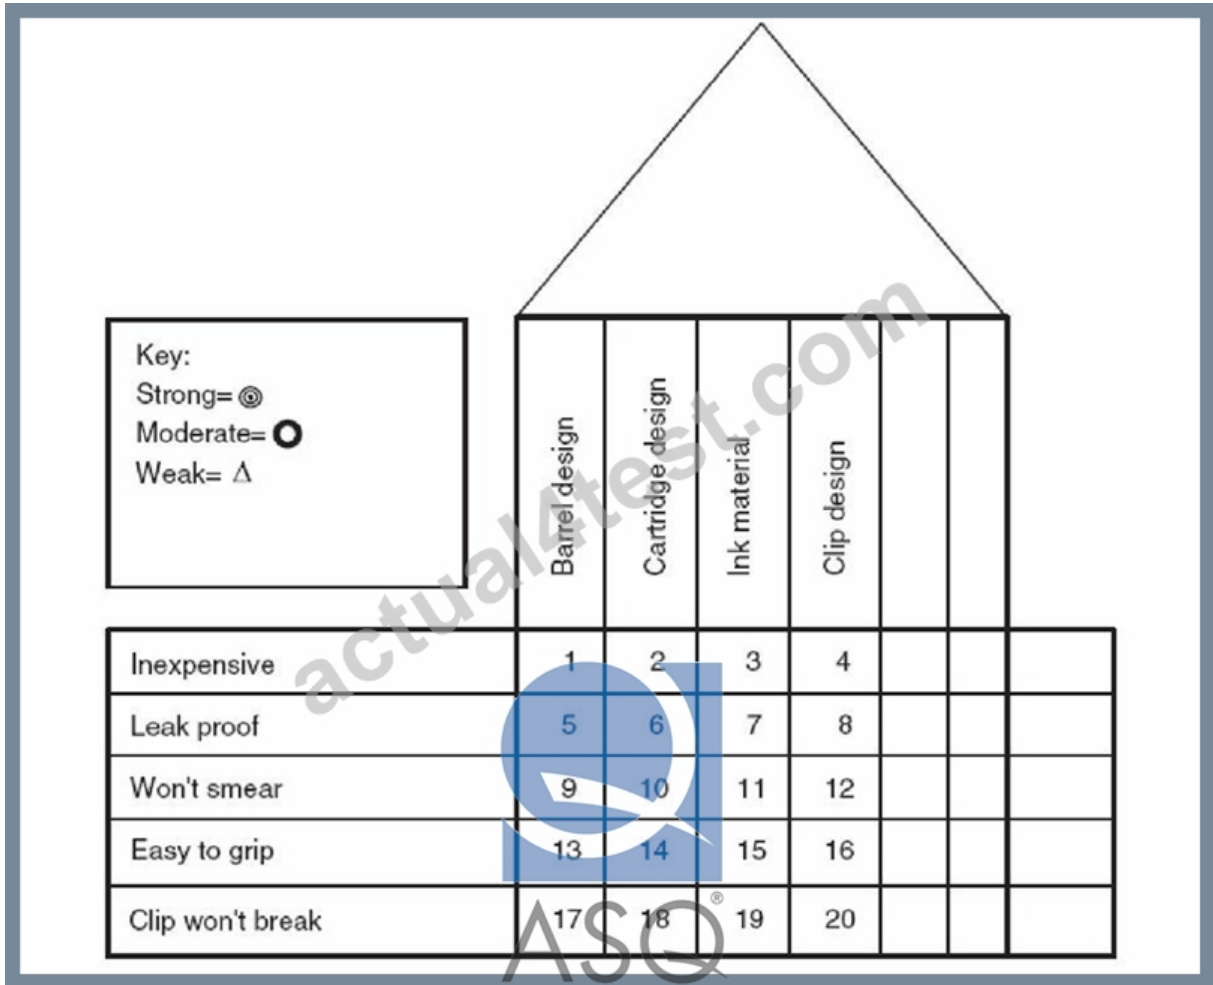 Key:
Strong=
Moderate=
Weak= Δ
Barrel design
Cartridge design
Ink material
Clip design
Inexpensive 1 2 3 4
Leak proof 5 6 7 8
Won't smear 9 10 11 12
Easy to grip 13 14 15 16
Clip won't break 17 18 19 20
actual4test.com
ASQ®